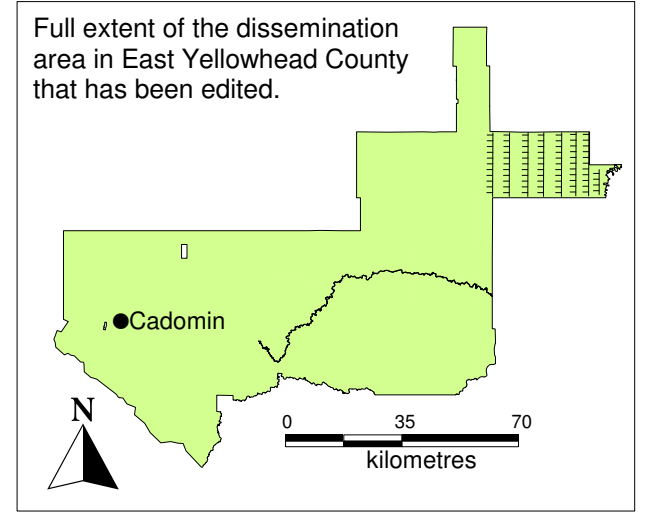 Full extent of the dissemination
area in East Yellowhead County
that has been edited.
Cadomin
N
0 35 70
kilometres